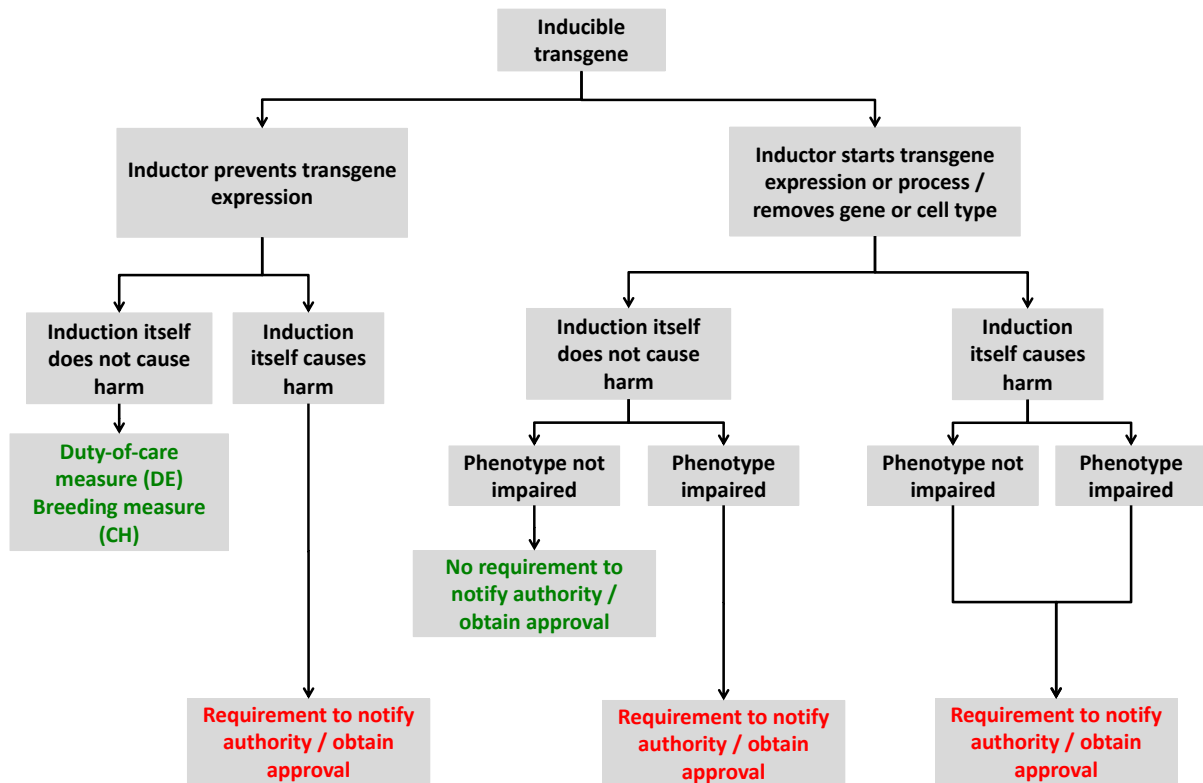 Inducible
transgene
Inductor prevents transgene
expression
Inductor starts transgene
expression or process /
removes gene or cell type
Induction itself
does not cause
harm
Induction
itself causes
harm
Induction itself
does not cause
harm
Induction
itself causes
harm
Duty-of-care
measure (DE)
Breeding measure
(CH)
Phenotype not
impaired
Phenotype
impaired
Phenotype not
impaired
Phenotype
impaired
No requirement to
notify authority /
obtain approval
Requirement to notify
authority / obtain
approval
Requirement to notify
authority / obtain
approval
Requirement to notify
authority / obtain
approval